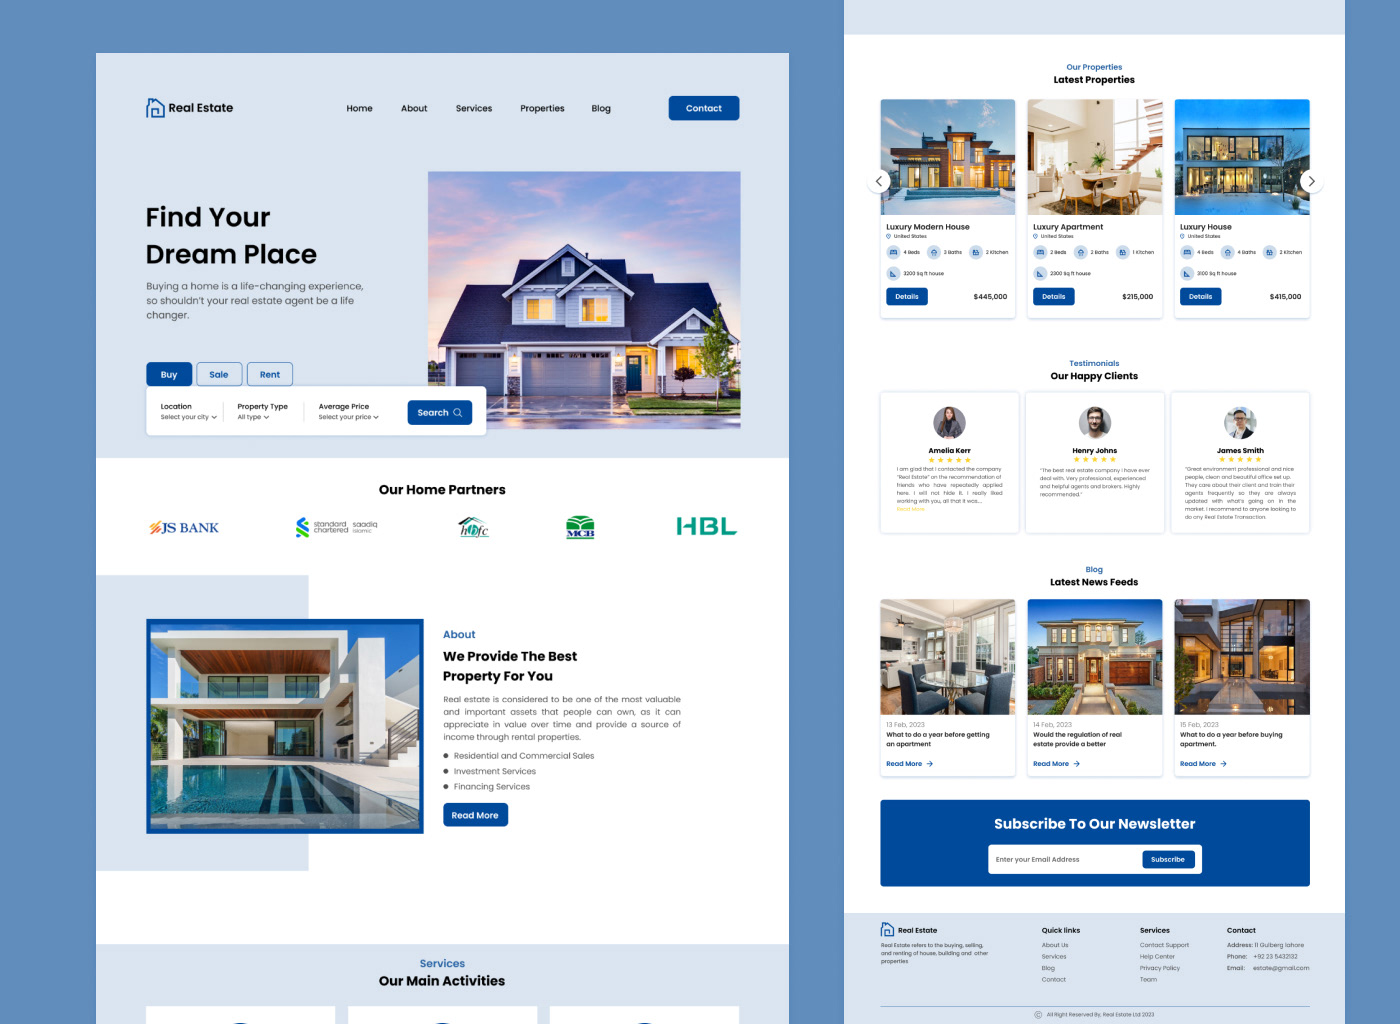 Real Estate
Home About Services Properties Blog
Contact
Find Your
Dream Place
Buying a home is a life-changing experience,
so shouldn't your real estate agent be a life
changer.
Buy Sale Rent
Location Property Type Average Price
Select your city All type Select your price
Search
Our Home Partners
JS BANK
standard
chartered
saadiq
islamic
hbfc
MCB
HBL
About
We Provide The Best
Property For You
Real estate is considered to be one of the most valuable
and important assets that people can own, as it can
appreciate in value over time and provide a source of
income through rental properties.
Residential and Commercial Sales
Investment Services
Financing Services
Read More
Services
Our Main Activities
Our Properties
Latest Properties
Luxury Modern House
United States
4 Beds 3 Baths 2 Kitchen
3200 Sq ft house
Details $445,000
Luxury Apartment
United States
2 Beds 2 Baths 1 Kitchen
2300 Sq ft house
Details $215,000
Luxury House
United States
4 Beds 4 Baths 2 Kitchen
3100 Sq ft house
Details $415,000
Testimonials
Our Happy Clients
Amelia Kerr
I am glad that I contacted the company
"Real Estate" on the recommendation of
friends who have repeatedly applied
here. I will not hide it. I really liked
working with you, all that it was...
Read More
Henry Johns
"The best real estate company I have ever
deal with. Very professional, experienced
and helpful agents and brokers. Highly
recommended."
James Smith
"Great environment professional and nice
people, clean and beautiful office set up.
They care about their client and train their
agents frequently so they are always
updated with what's going on in the
market. I recommend to anyone looking to
do any Real Estate Transaction.
Blog
Latest News Feeds
13 Feb, 2023
What to do a year before getting
an apartment
Read More
14 Feb, 2023
Would the regulation of real
estate provide a better
Read More
15 Feb, 2023
What to do a year before buying
apartment.
Read More
Subscribe To Our Newsletter
Enter your Email Address
Subscribe
Real Estate
Real Estate refers to the buying, selling,
and renting of house, building and other
properties
Quick links
About Us
Services
Blog
Contact
Services
Contact Support
Help Center
Privacy Policy
Team
Contact
Address: 11 Gulberg lahore
Phone: +92 23 5432132
Email: estate@gmail.com
© All Right Reserved By, Real Estate Ltd 2023